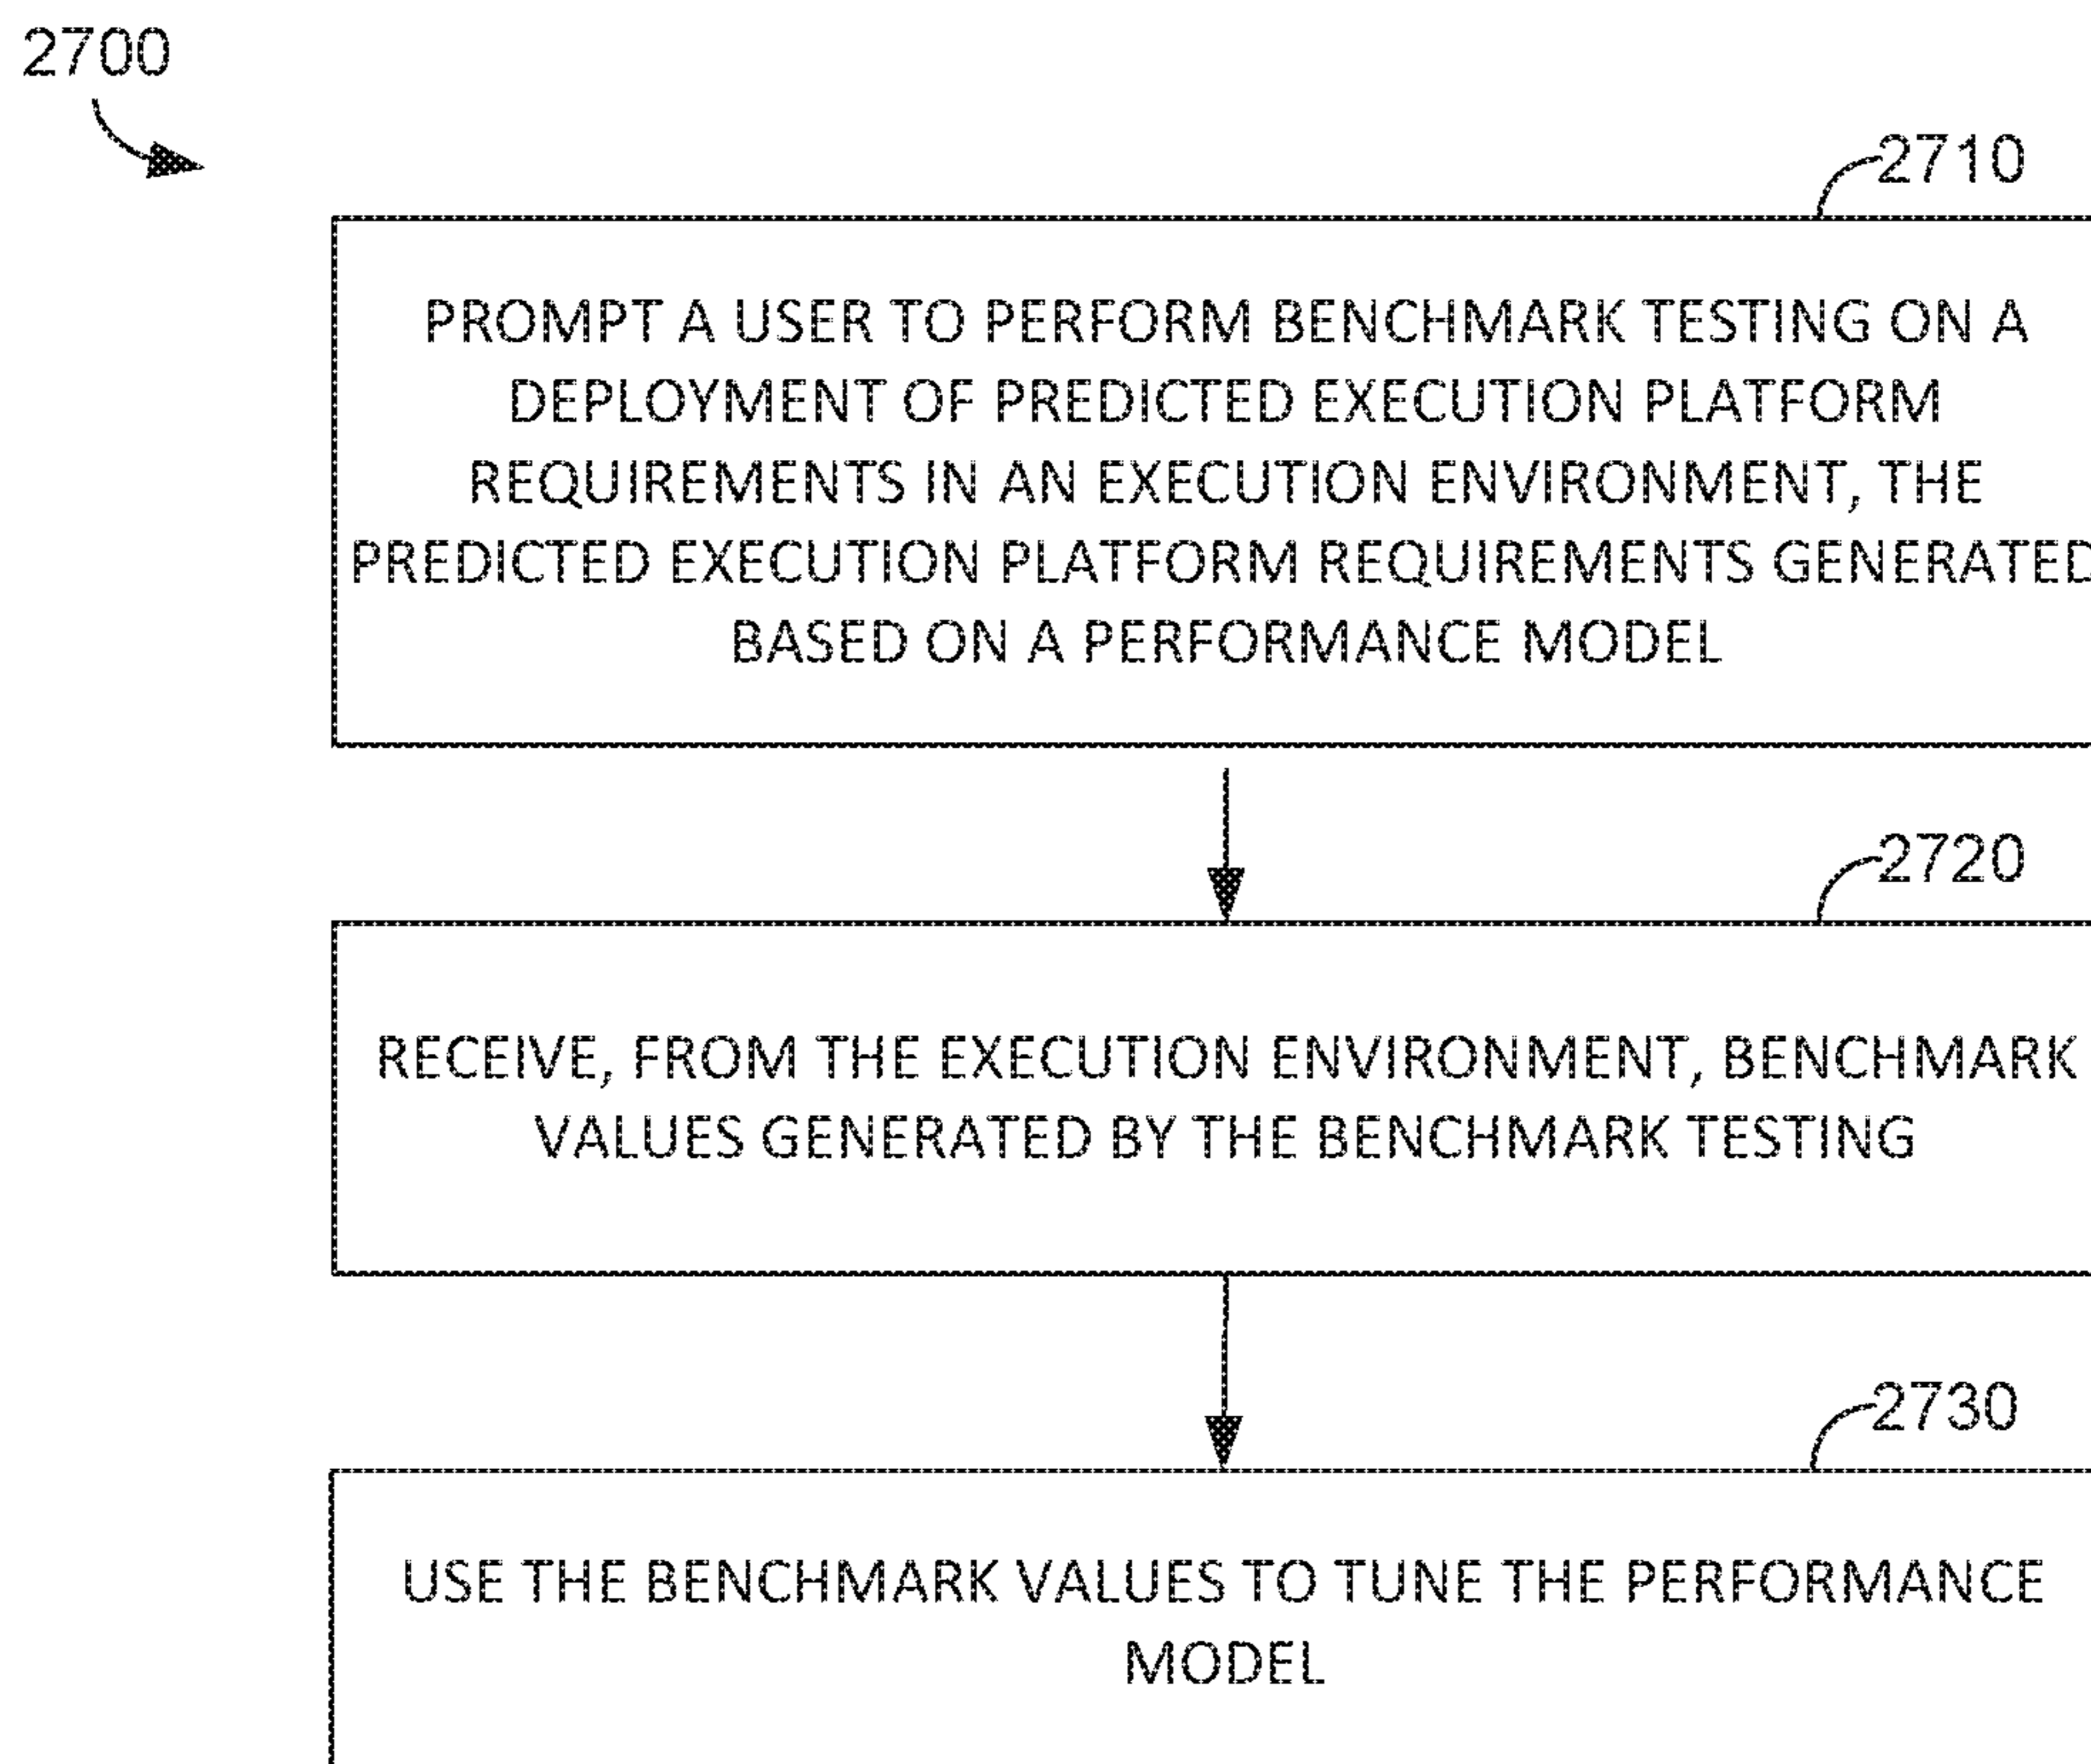 2700
2710
PROMPT A USER TO PERFORM BENCHMARK TESTING ON A
DEPLOYMENT OF PREDICTED EXECUTION PLATFORM
REQUIREMENTS IN AN EXECUTION ENVIRONMENT, THE
PREDICTED EXECUTION PLATFORM REQUIREMENTS GENERATED
BASED ON A PERFORMANCE MODEL
2720
RECEIVE, FROM THE EXECUTION ENVIRONMENT, BENCHMARK
VALUES GENERATED BY THE BENCHMARK TESTING
2730
USE THE BENCHMARK VALUES TO TUNE THE PERFORMANCE
MODEL